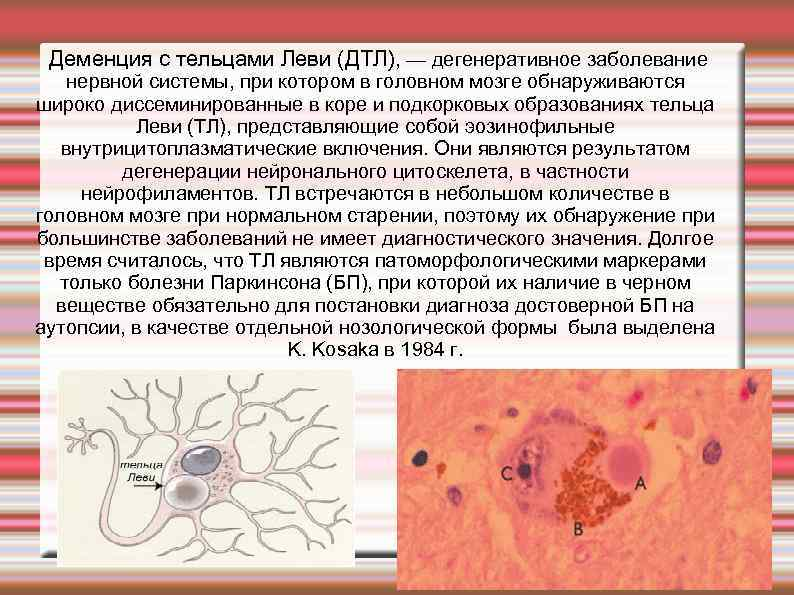 Деменция с тельцами Леви (ДТЛ), — дегенеративное заболевание
нервной системы, при котором в головном мозге обнаруживаются
широко диссеминированные в коре и подкорковых образованиях тельца
Леви (ТЛ), представляющие собой эозинофильные
внутрицитоплазматические включения. Они являются результатом
дегенерации нейронального цитоскелета, в частности
нейрофиламентов. ТЛ встречаются в небольшом количестве в
головном мозге при нормальном старении, поэтому их обнаружение при
большинстве заболеваний не имеет диагностического значения. Долгое
время считалось, что ТЛ являются патоморфологическими маркерами
только болезни Паркинсона (БП), при которой их наличие в черном
веществе обязательно для постановки диагноза достоверной БП на
аутопсии, в качестве отдельной нозологической формы была выделена
K. Kosaka в 1984 г.
тельца
Леви
C
A
B